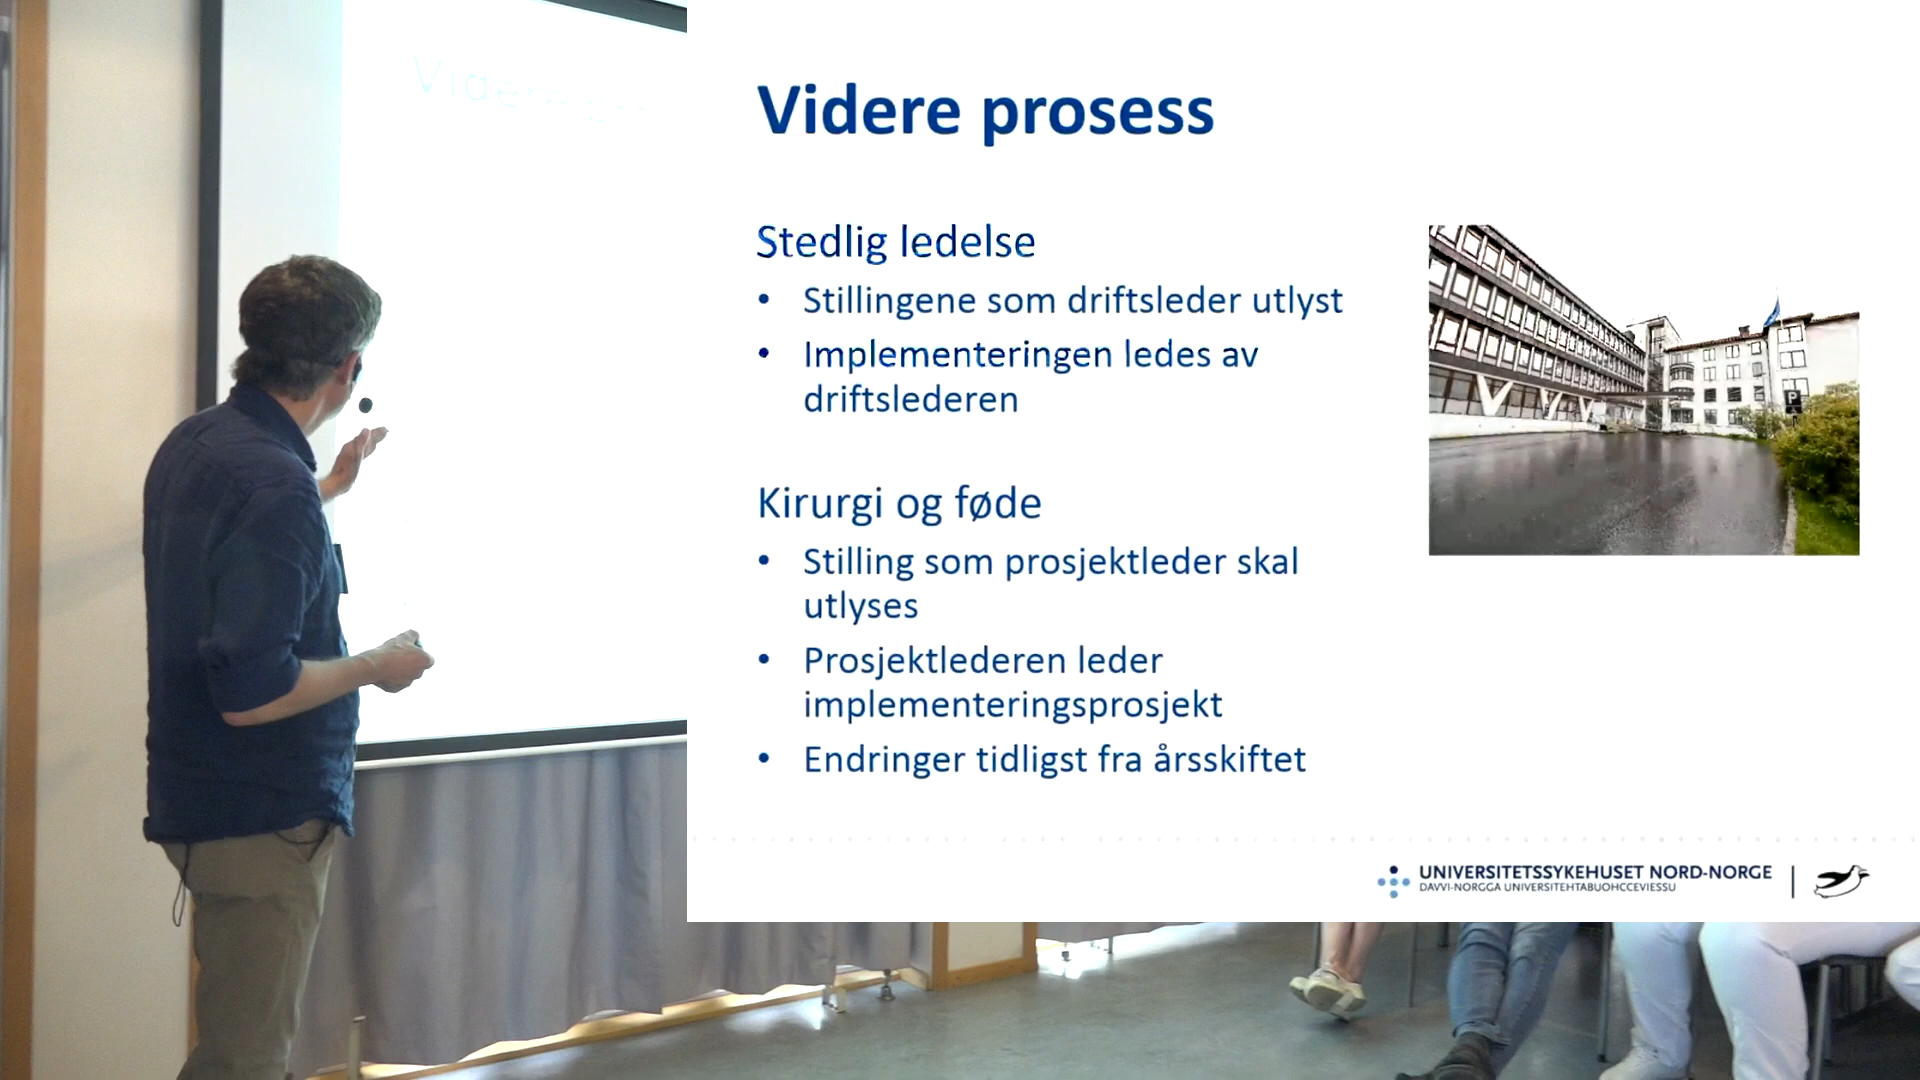 Videre prosess
Stedlig ledelse
• Stillingene som driftsleder utlyst
• Implementeringen ledes av
driftslederen
Kirurgi og føde
• Stilling som prosjektleder skal
utlyses
• Prosjektlederen leder
implementeringsprosjekt
• Endringer tidligst fra årsskiftet
P
UNIVERSITETSSYKEHUSET NORD-NORGE
DAVVI-NORGGA UNIVERSITEHTABUOHCCEVIESSU